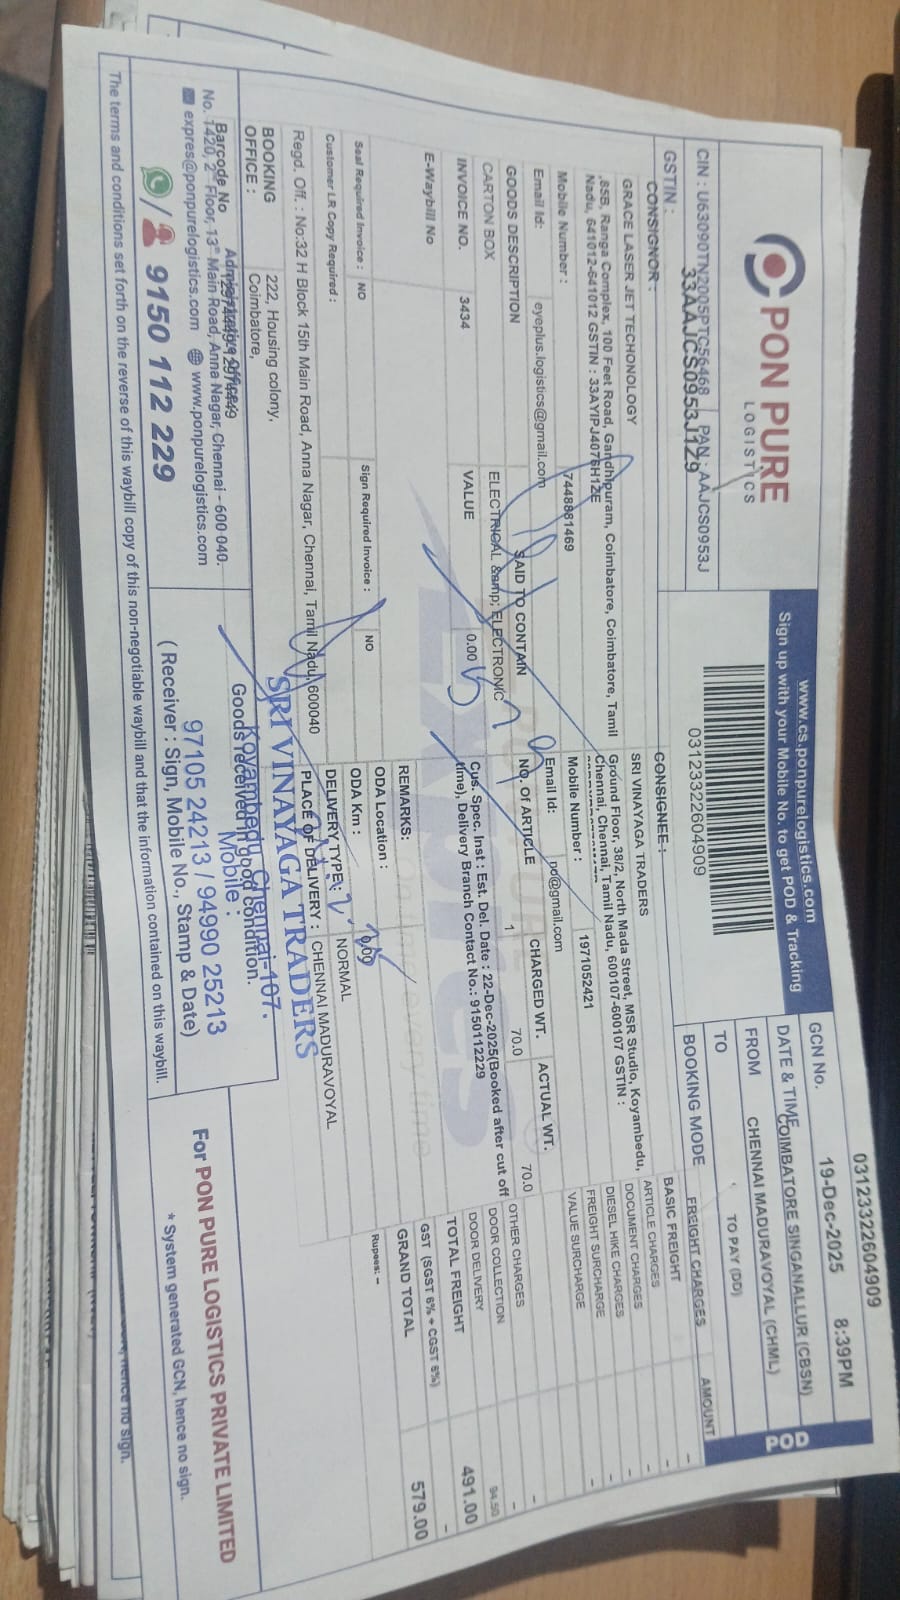 PON PURE
LOGISTICS
CIN : U63090TN2005PTC56468 PAN : AAJCS0953J
GSTIN : 33AAJCS0953J1Z9
www.cs.ponpurelogistics.com
Sign up with your Mobile No. to get POD & Tracking
03123322604909
GCN No. 03123322604909
DATE & TIME 19-Dec-2025 8:39PM
FROM COIMBATORE SINGANALLUR (CBSN)
TO CHENNAI MADURAVOYAL (CHML)
BOOKING MODE TO PAY (DD)
POD
CONSIGNOR :
GRACE LASER JET TECHONOLOGY
,85B, Ranga Complex, 100 Feet Road, Gandhipuram, Coimbatore, Coimbatore, Tamil
Nadu, 641012-641012 GSTIN : 33AYIPJ4076H1ZE
Mobile Number : 7448881469
Email Id: eyeplus.logistics@gmail.com
CONSIGNEE :
SRI VINAYAGA TRADERS
Ground Floor, 38/2, North Mada Street, MSR Studio, Koyambedu,
Chennai, Chennai, Tamil Nadu, 600107-600107 GSTIN :
Mobile Number : 1971052421
Email Id: no@gmail.com
GOODS DESCRIPTION SAID TO CONTAIN No. OF ARTICLE CHARGED WT. ACTUAL WT.
CARTON BOX ELECTRICAL &amp; ELECTRONIC 1 70.0 70.0
INVOICE NO. 3434 VALUE 0.00
E-Waybill No
Cus. Spec. Inst : Est. Del. Date : 22-Dec-2025(Booked after cut off
time), Delivery Branch Contact No.: 9150112229
REMARKS:
Seal Required Invoice : NO Sign Required Invoice : NO
Customer LR Copy Required :
ODA Location :
ODA Km : 0.00
DELIVERY TYPE : NORMAL
PLACE OF DELIVERY : CHENNAI MADURAVOYAL
Regd. Off. : No:32 H Block 15th Main Road, Anna Nagar, Chennai, Tamil Nadu, 600040
BOOKING OFFICE : 222, Housing colony,
Coimbatore,
FREIGHT CHARGES AMOUNT
BASIC FREIGHT -
ARTICLE CHARGES -
DOCUMENT CHARGES -
DIESEL HIKE CHARGES -
FREIGHT SURCHARGE -
VALUE SURCHARGE
OTHER CHARGES -
DOOR COLLECTION -
DOOR DELIVERY 94.50
TOTAL FREIGHT 491.00
GST (SGST 6% + CGST 6%) -
GRAND TOTAL 579.00
Rupees: -
Barcode No 12974449-12974449
Administrative Office :
No. 1420, 2nd Floor, 13th Main Road, Anna Nagar, Chennai - 600 040.
expres@ponpurelogistics.com www.ponpurelogistics.com
9150 112 229
SRI VINAYAGA TRADERS
Koyambedu, Chennai-107.
Mobile :
97105 24213 / 94990 25213
Goods received in good condition.
( Receiver : Sign, Mobile No., Stamp & Date)
For PON PURE LOGISTICS PRIVATE LIMITED
* System generated GCN, hence no sign.
The terms and conditions set forth on the reverse of this waybill copy of this non-negotiable waybill and that the information contained on this waybill.
hence no sign.